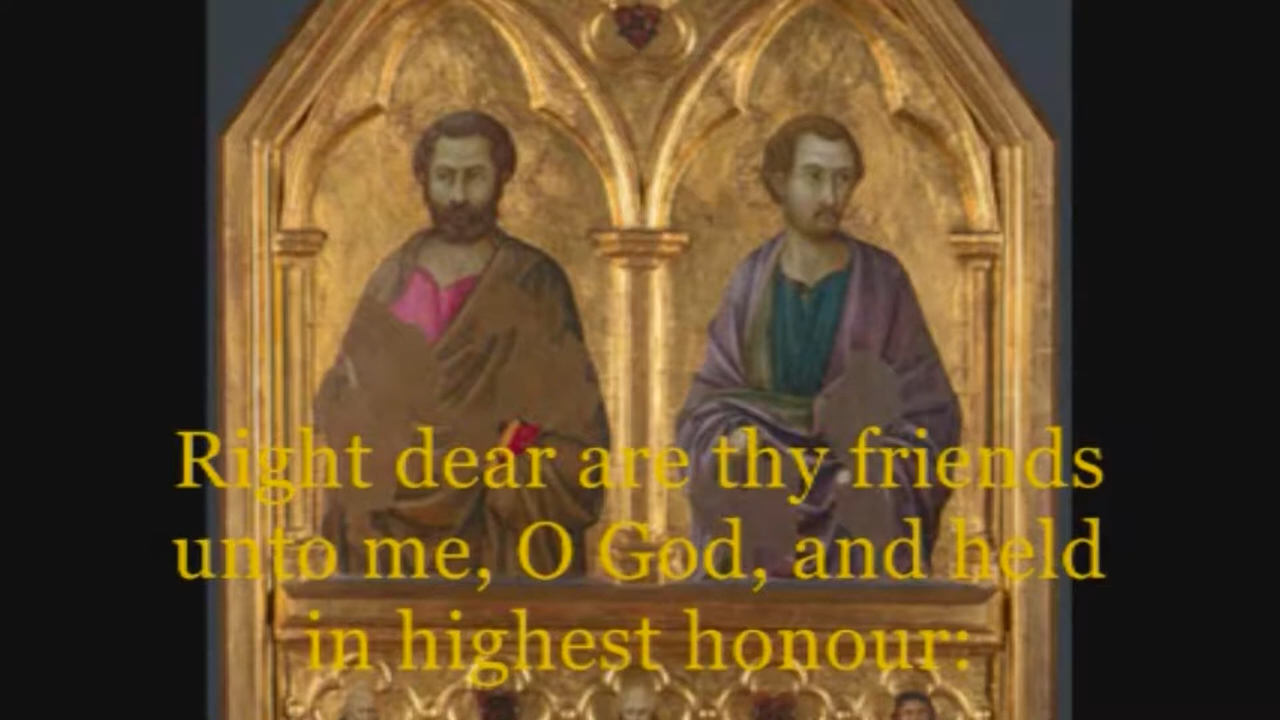 Right dear are thy friends
unto me, O God, and held
in highest honour: